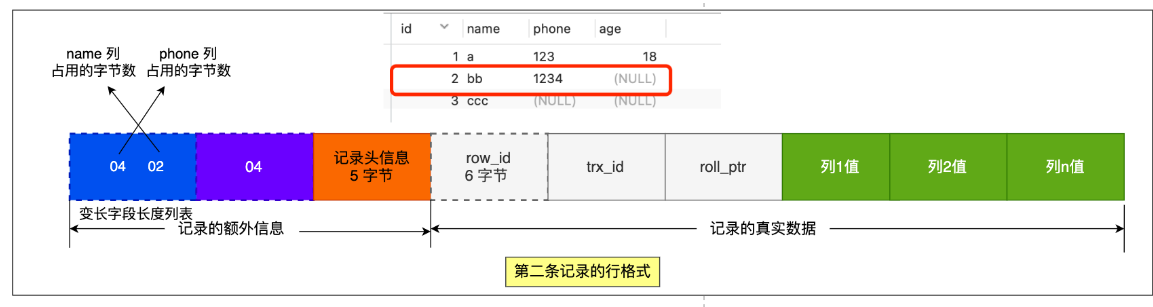 id name phone age
1 a 123 18
2 bb 1234 (NULL)
3 ccc (NULL) (NULL)
name 列
占用的字节数
phone 列
占用的字节数
04 02
04
记录头信息
5 字节
row_id
6 字节
trx_id
roll_ptr
列1值
列2值
列n值
变长字段长度列表
记录的额外信息
记录的真实数据
第二条记录的行格式